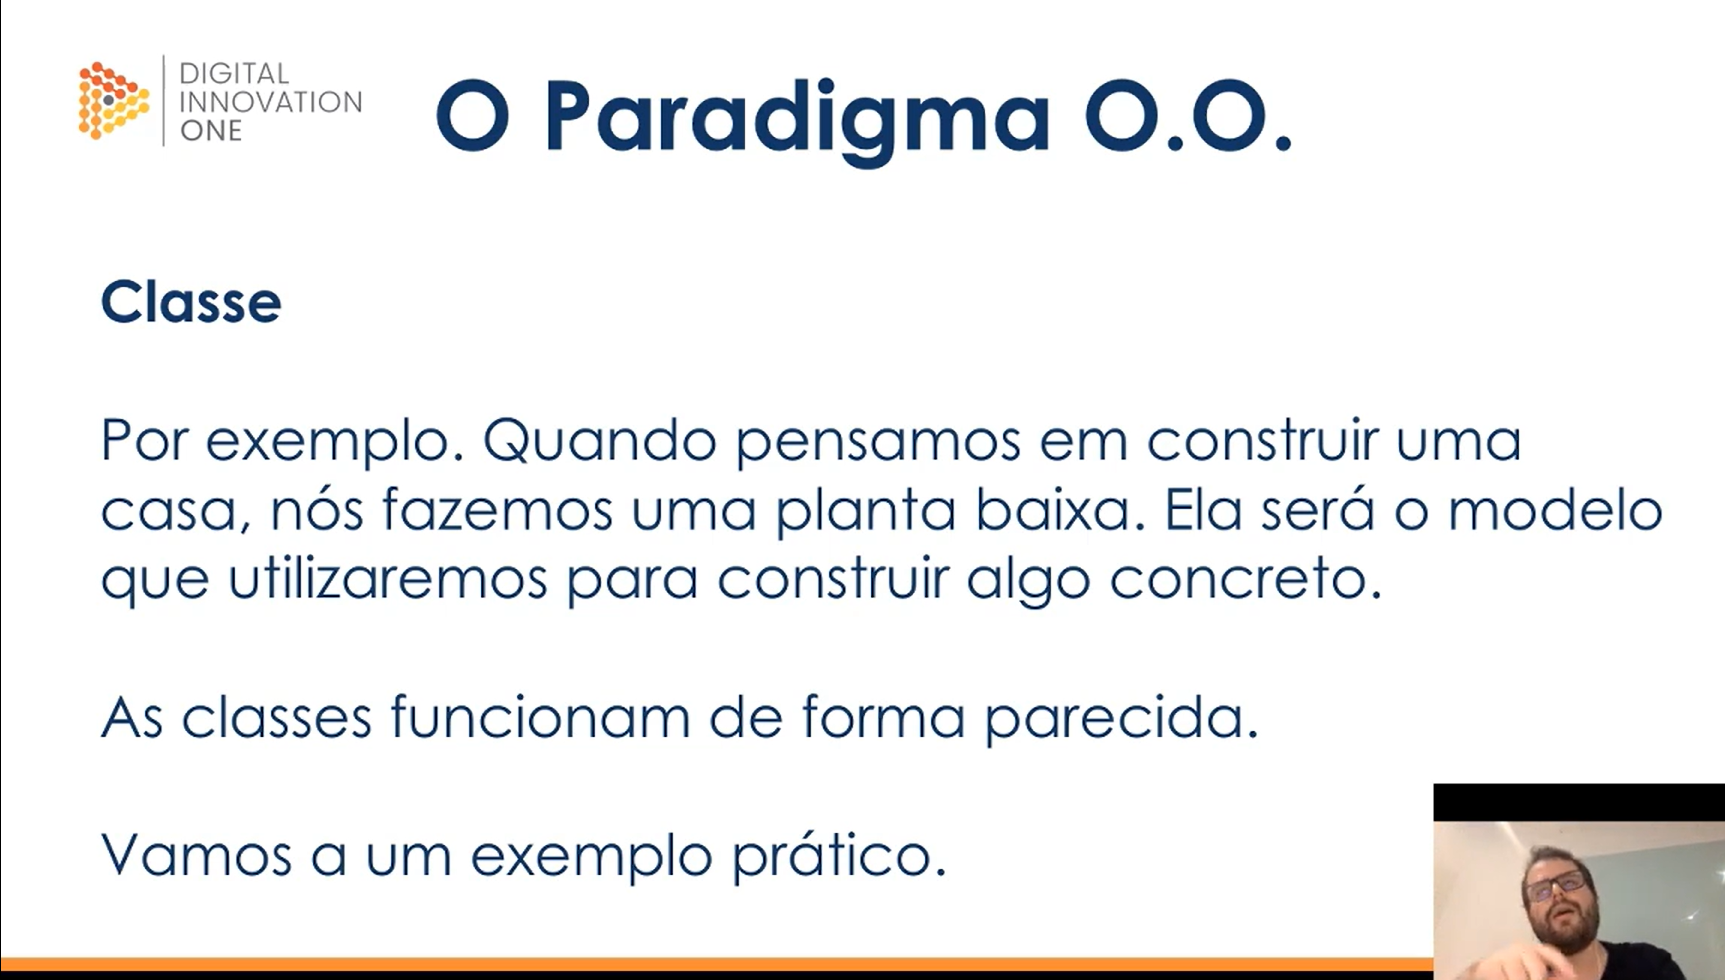 DIGITAL
INNOVATION
ONE
O Paradigma O.O.
Classe
Por exemplo. Quando pensamos em construir uma
casa, nós fazemos uma planta baixa. Ela será o modelo
que utilizaremos para construir algo concreto.
As classes funcionam de forma parecida.
Vamos a um exemplo prático.